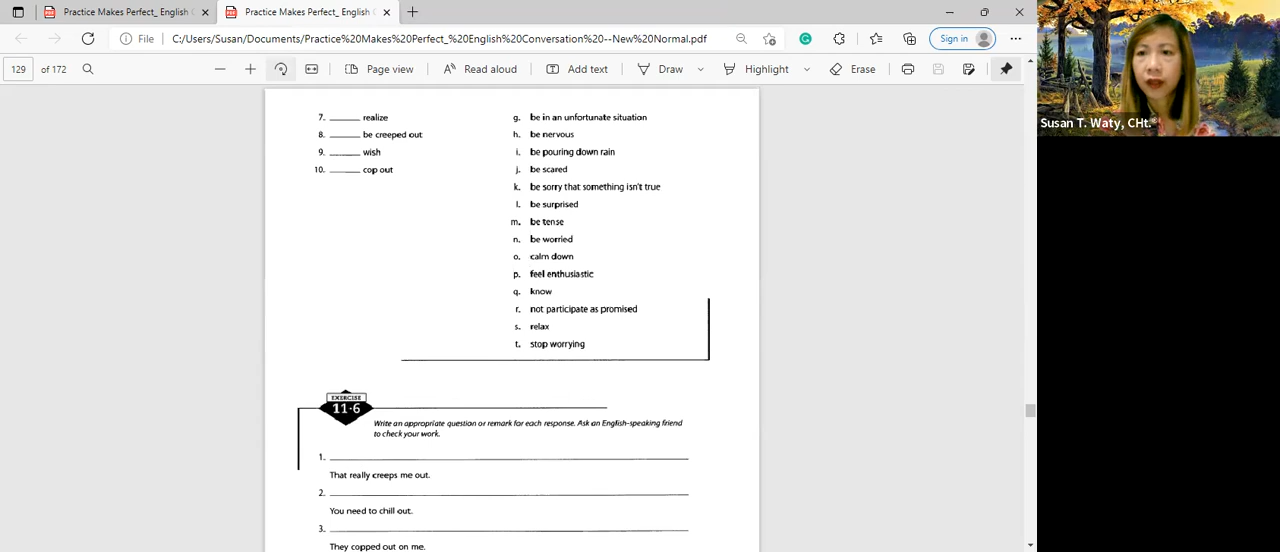 Practice Makes Perfect_ English C
Practice Makes Perfect_ English C
File
C:/Users/Susan/Documents/Practice%20Makes%20Perfect_%20English%20Conversation%20--New%20Normal.pdf
Sign in
129 of 172
Page view
Read aloud
Add text
Draw
Highlight
Erase
Susan T. Waty, CHt.®
7. ______ realize
8. ______ be creeped out
9. ______ wish
10. ______ cop out
g. be in an unfortunate situation
h. be nervous
i. be pouring down rain
j. be scared
k. be sorry that something isn't true
l. be surprised
m. be tense
n. be worried
o. calm down
p. feel enthusiastic
q. know
r. not participate as promised
s. relax
t. stop worrying
EXERCISE
11·6
Write an appropriate question or remark for each response. Ask an English-speaking friend
to check your work.
1.
That really creeps me out.
2.
You need to chill out.
3.
They copped out on me.